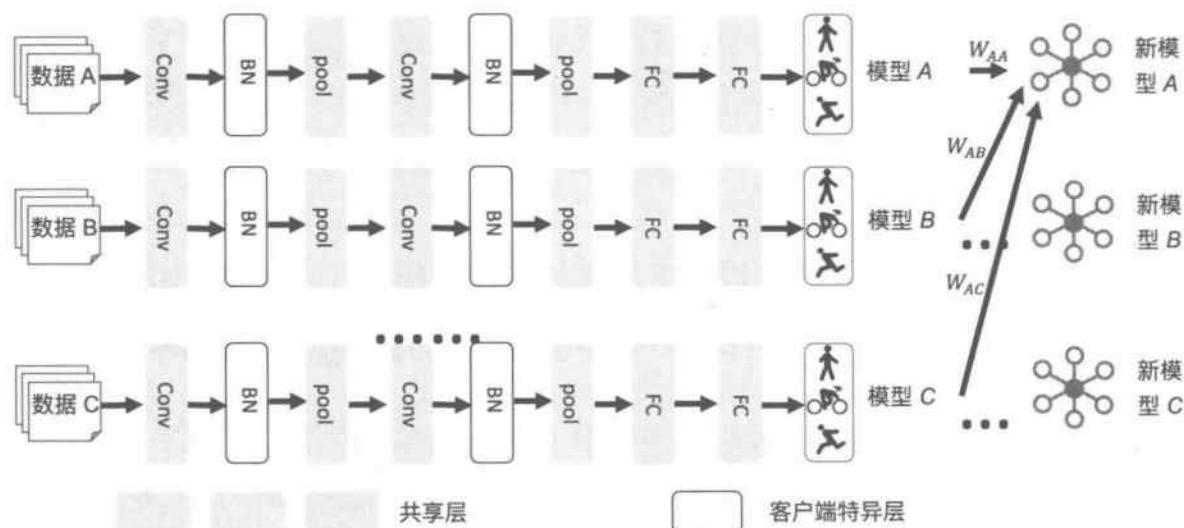 数据 A
Conv
BN
pool
Conv
BN
pool
FC
FC
模型 A
W_AA
新模
型 A
W_AB
数据 B
Conv
BN
pool
Conv
BN
pool
FC
FC
模型 B
...
新模
型 B
W_AC
......
数据 C
Conv
BN
pool
Conv
BN
pool
FC
FC
模型 C
...
新模
型 C
共享层
客户端特异层